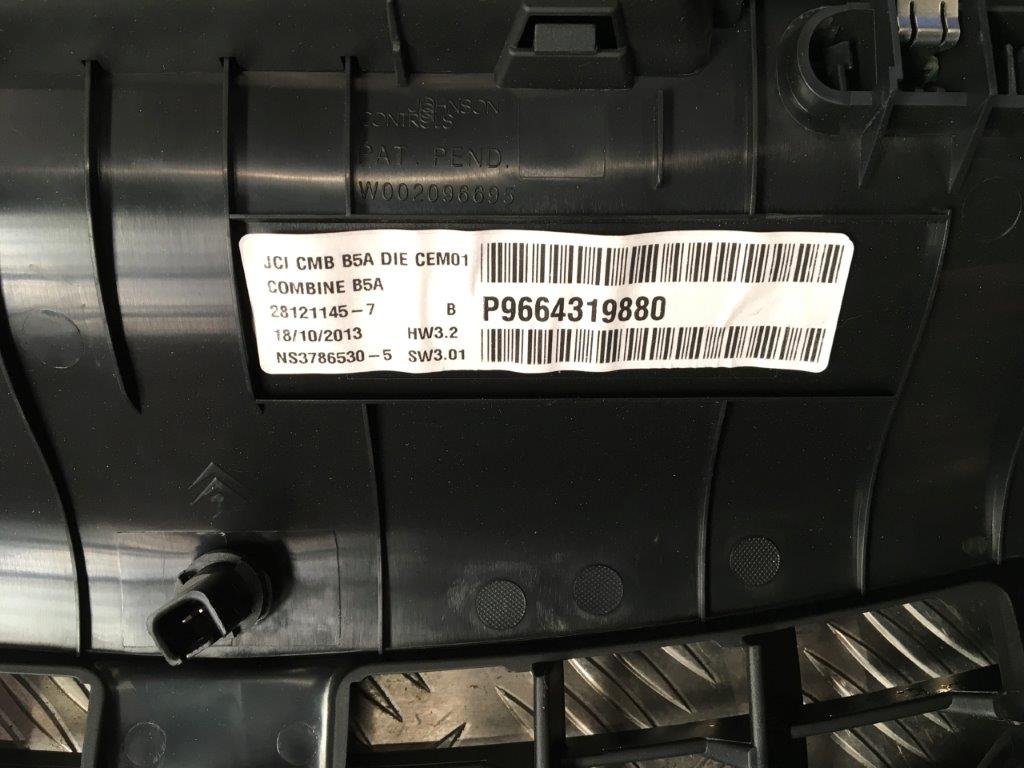 JOHNSON
CONTROLS
PAT. PEND.
W002096695
JCI CMB B5A DIE CEM01
COMBINE B5A
28121145-7 B
18/10/2013 HW3.2
NS3786530-5 SW3.01
P9664319880